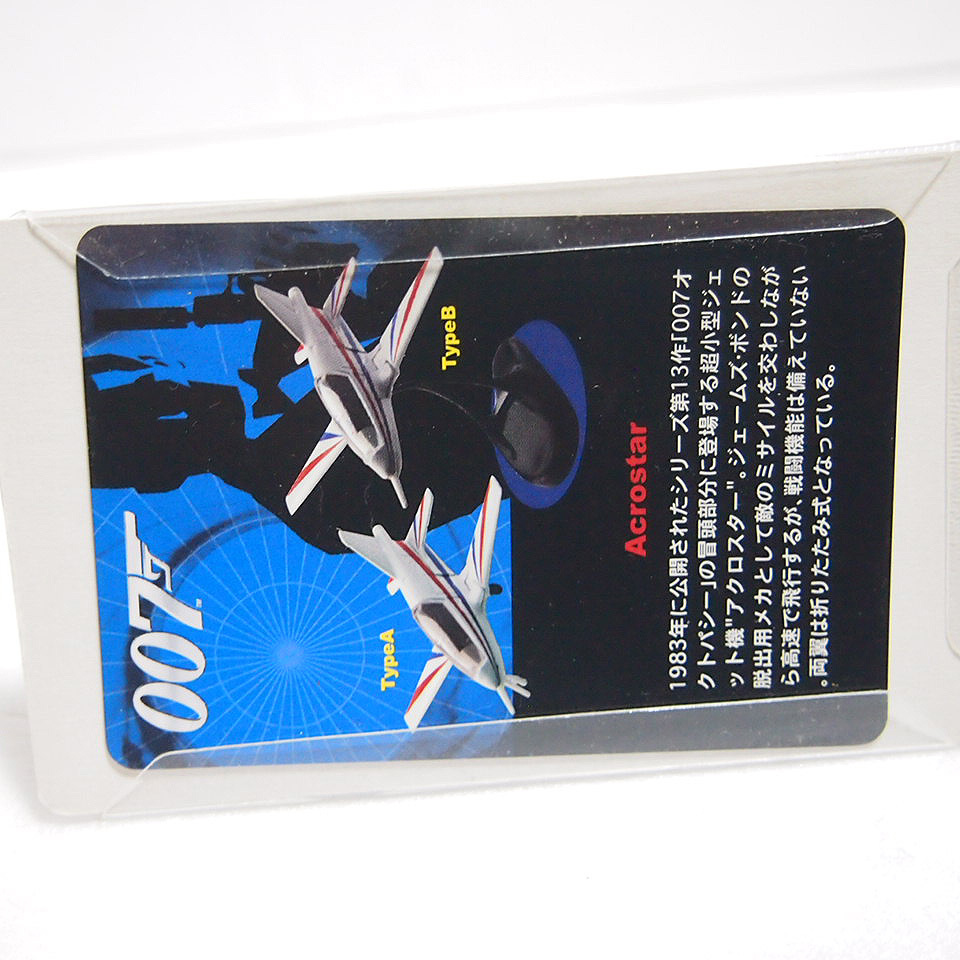 007™
TypeA
TypeB
Acrostar
1983年に公開されたシリーズ第13作「007オ
クトパシー」の冒頭部分に登場する超小型ジェ
ット機"アクロスター"。ジェームズ・ボンドの
脱出用メカとして敵のミサイルを交わしなが
ら高速で飛行するが、戦闘機能は備えていない
。両翼は折りたたみ式となっている。